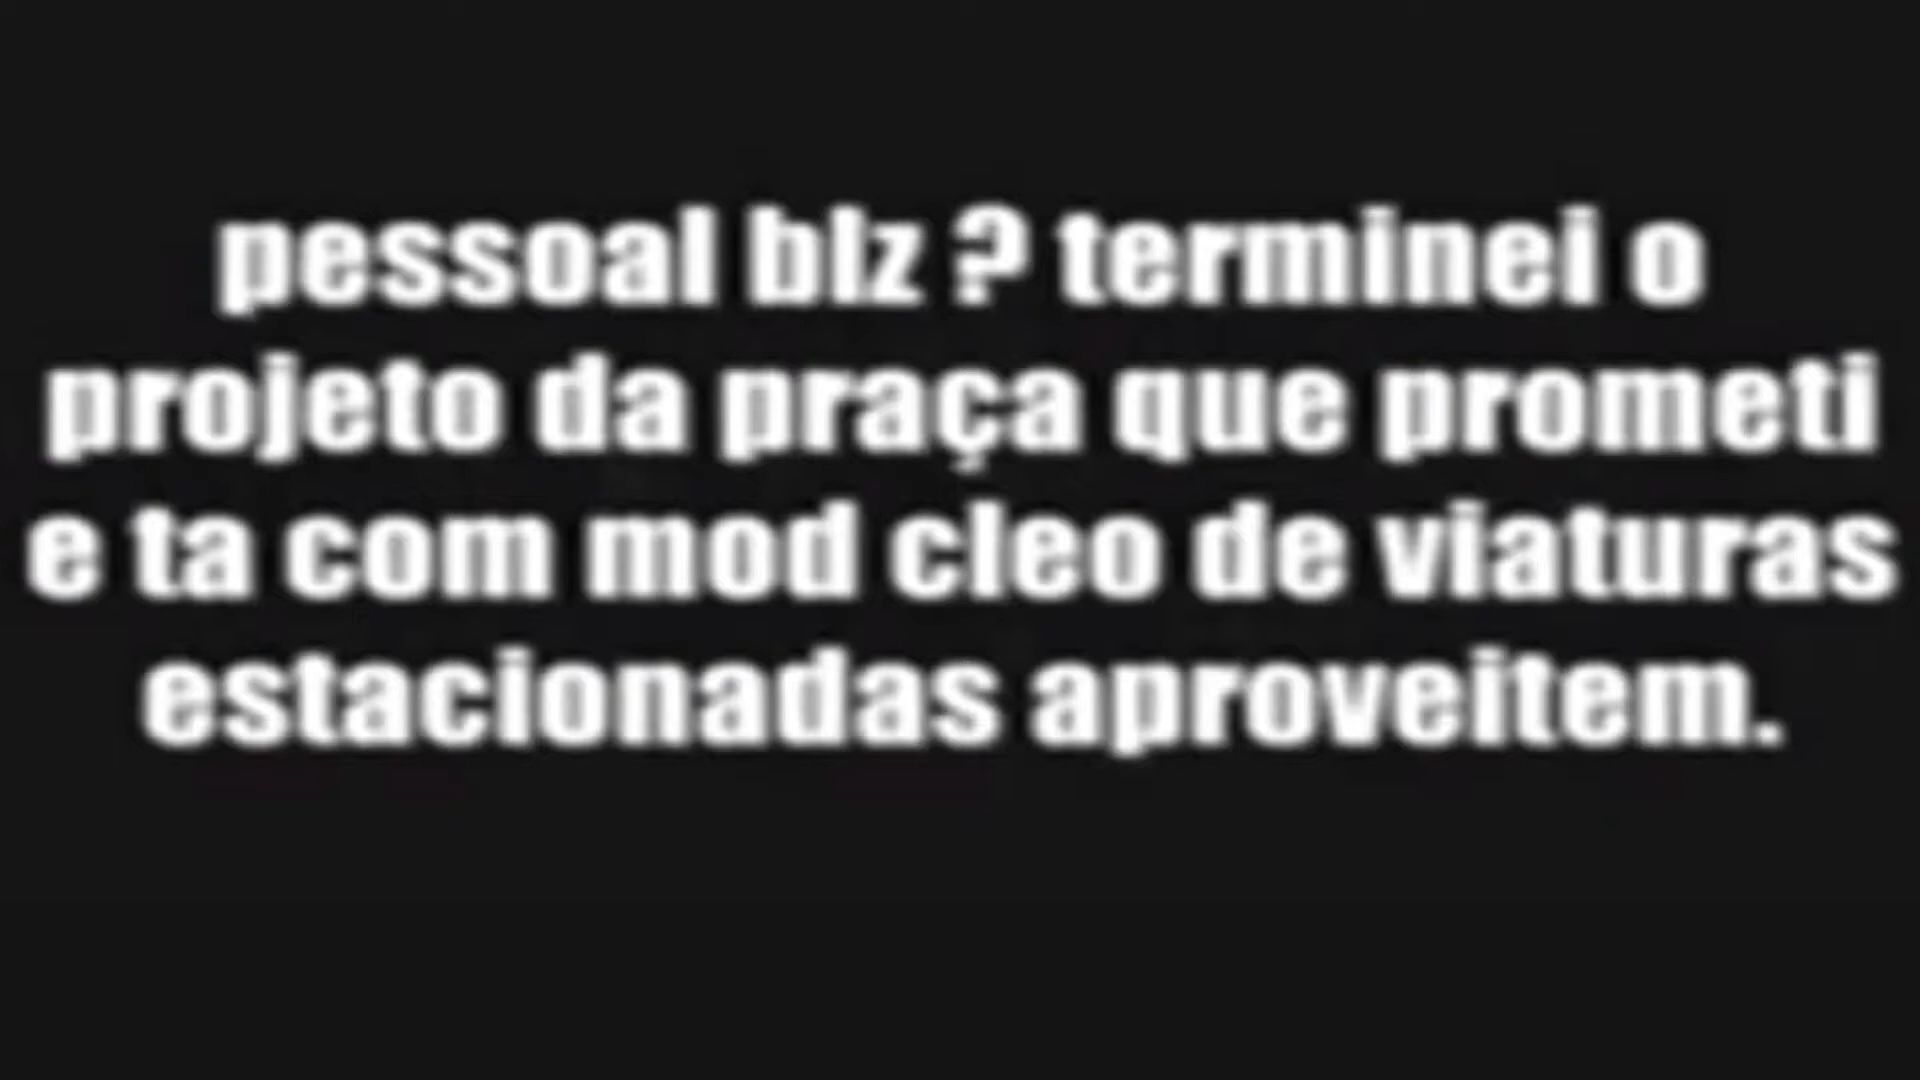 pessoal blz ? terminei o
projeto da praça que prometi
e ta com mod cleo de viaturas
estacionadas aproveitem.